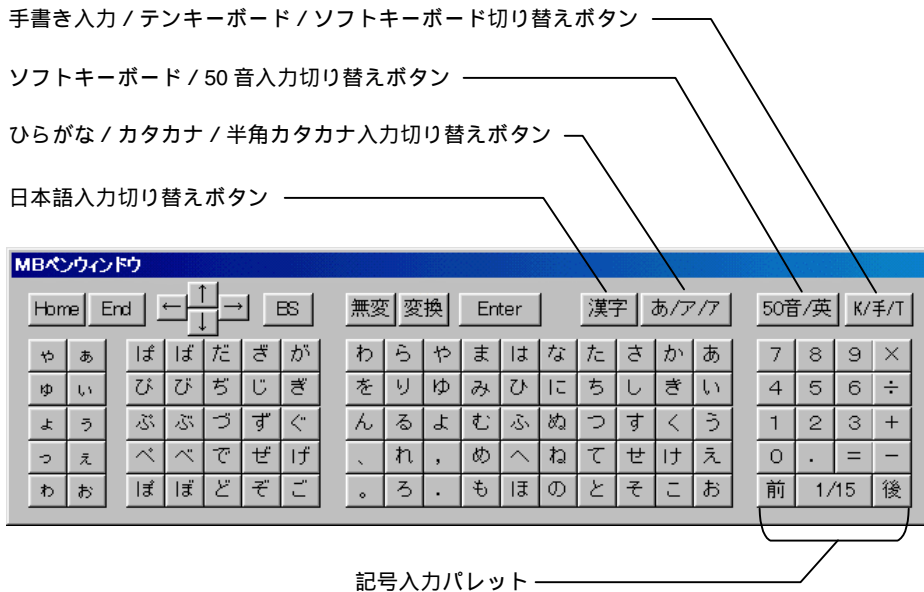 手書き入力 / テンキーボード / ソフトキーボード切り替えボタン
ソフトキーボード / 50 音入力切り替えボタン
ひらがな / カタカナ / 半角カタカナ入力切り替えボタン
日本語入力切り替えボタン
MBペンウィンドウ
Home End ← ↑ ↓ → BS 無変 変換 Enter 漢字 あ/ア/ア 50音/英 K/手/T
ゃ ぁ ぱ ば だ ざ が わ ら や ま は な た さ か あ 7 8 9 ×
ゅ ぃ ぴ び ぢ じ ぎ を り ゆ み ひ に ち し き い 4 5 6 ÷
ょ ぅ ぷ ぶ づ ず ぐ ん る よ む ふ ぬ つ す く う 1 2 3 +
っ ぇ ぺ べ で ぜ げ 、 れ , め へ ね て せ け え 0 . = −
ゎ ぉ ぽ ぼ ど ぞ ご 。 ろ . も ほ の と そ こ お 前 1/15 後
記号入力パレット